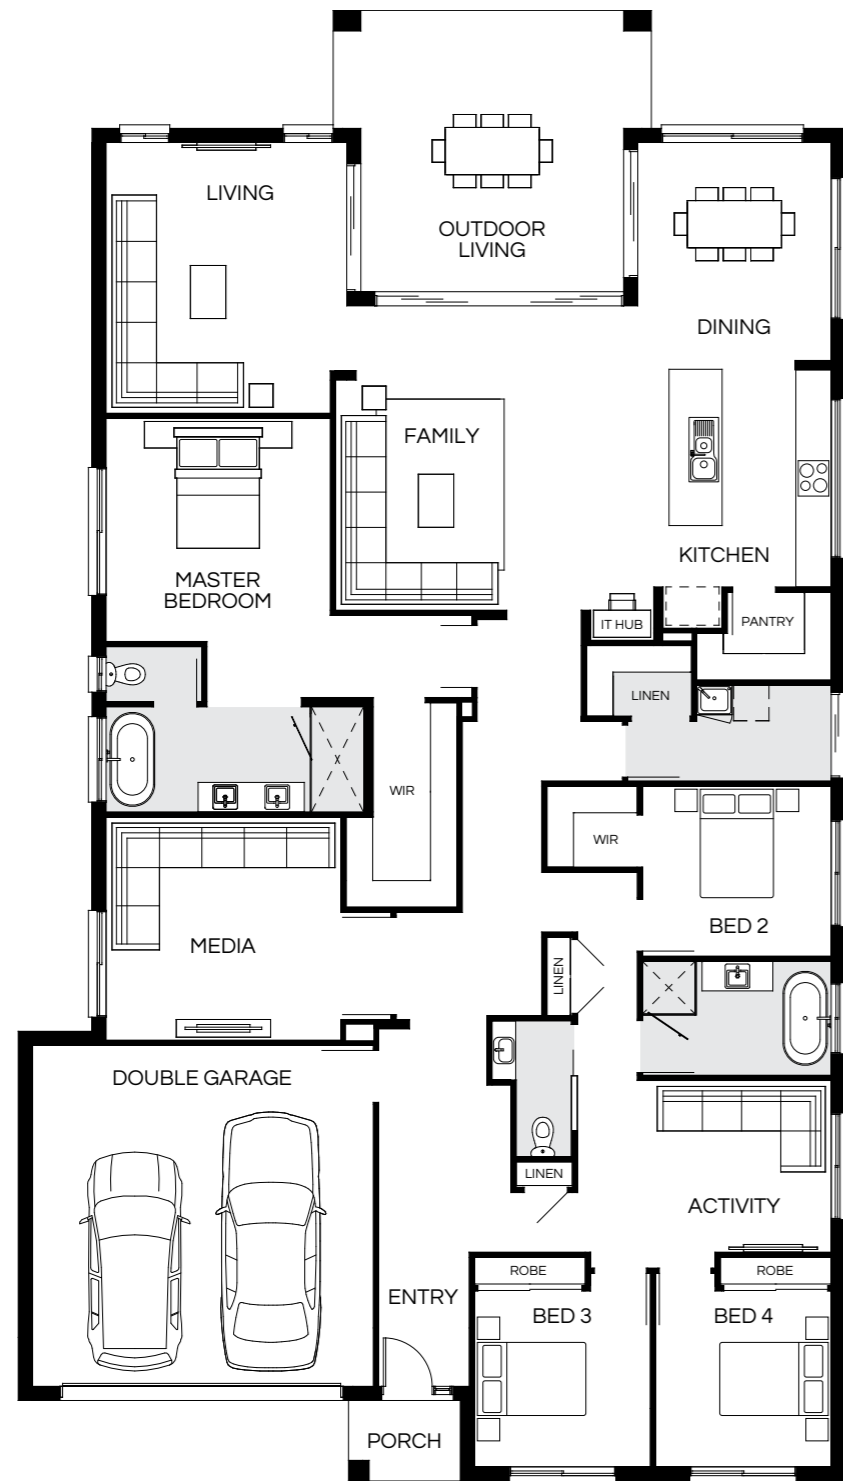 LIVING
OUTDOOR
LIVING
DINING
FAMILY
KITCHEN
MASTER
BEDROOM
IT HUB
PANTRY
LINEN
WIR
WIR
BED 2
MEDIA
LINEN
DOUBLE GARAGE
LINEN
ACTIVITY
ROBE
ROBE
ENTRY
BED 3
BED 4
PORCH